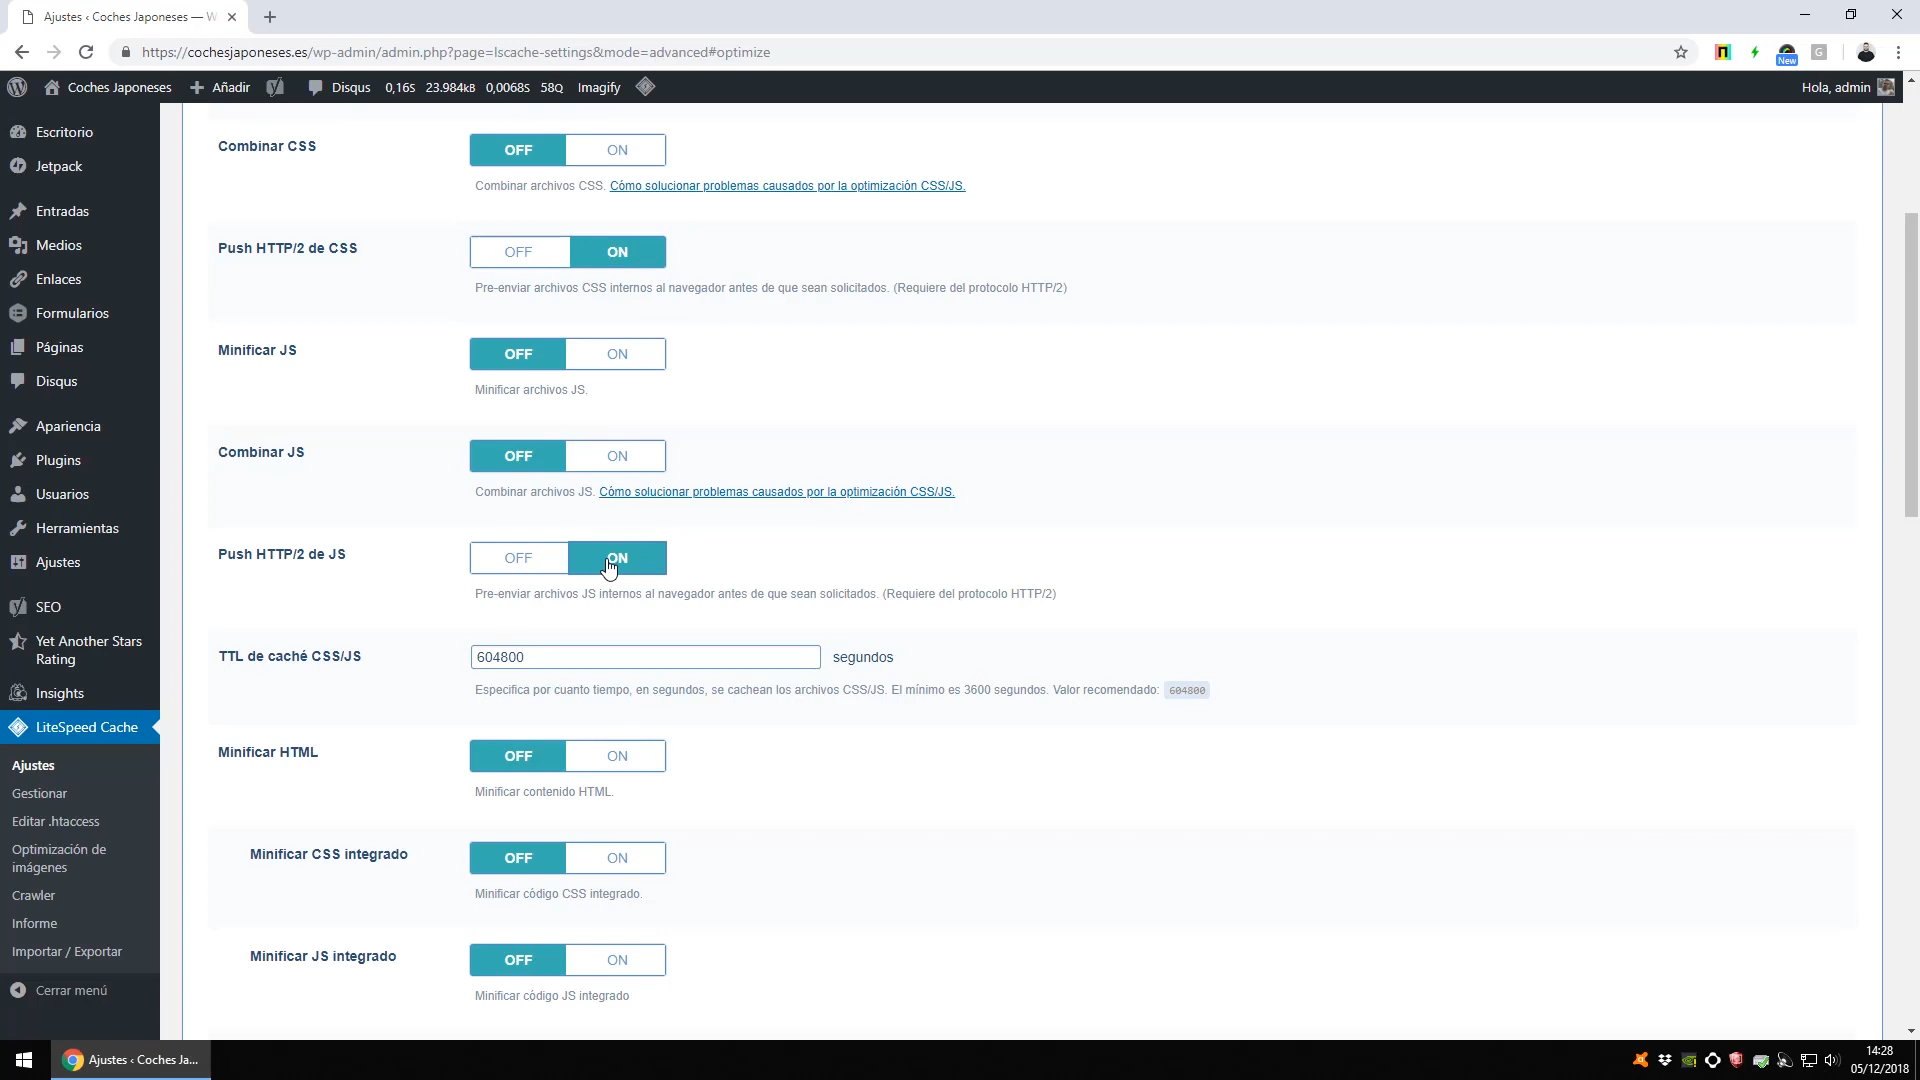 Ajustes ‹ Coches Japoneses — W
https://cochesjaponeses.es/wp-admin/admin.php?page=lscache-settings&mode=advanced#optimize
New
G
Coches Japoneses
Añadir
Disqus
0,16S
23.984KB
0,0068S
58Q
Imagify
Hola, admin
Escritorio
Jetpack
Entradas
Medios
Enlaces
Formularios
Páginas
Disqus
Apariencia
Plugins
Usuarios
Herramientas
Ajustes
SEO
Yet Another Stars
Rating
Insights
LiteSpeed Cache
Ajustes
Gestionar
Editar .htaccess
Optimización de
imágenes
Crawler
Informe
Importar / Exportar
Cerrar menú
Combinar CSS
OFF ON
Combinar archivos CSS. Cómo solucionar problemas causados por la optimización CSS/JS.
Push HTTP/2 de CSS
OFF ON
Pre-enviar archivos CSS internos al navegador antes de que sean solicitados. (Requiere del protocolo HTTP/2)
Minificar JS
OFF ON
Minificar archivos JS.
Combinar JS
OFF ON
Combinar archivos JS. Cómo solucionar problemas causados por la optimización CSS/JS.
Push HTTP/2 de JS
OFF ON
Pre-enviar archivos JS internos al navegador antes de que sean solicitados. (Requiere del protocolo HTTP/2)
TTL de caché CSS/JS
604800 segundos
Especifica por cuanto tiempo, en segundos, se cachean los archivos CSS/JS. El mínimo es 3600 segundos. Valor recomendado: 604800
Minificar HTML
OFF ON
Minificar contenido HTML.
Minificar CSS integrado
OFF ON
Minificar código CSS integrado.
Minificar JS integrado
OFF ON
Minificar código JS integrado
Ajustes ‹ Coches Ja...
14:28
05/12/2018